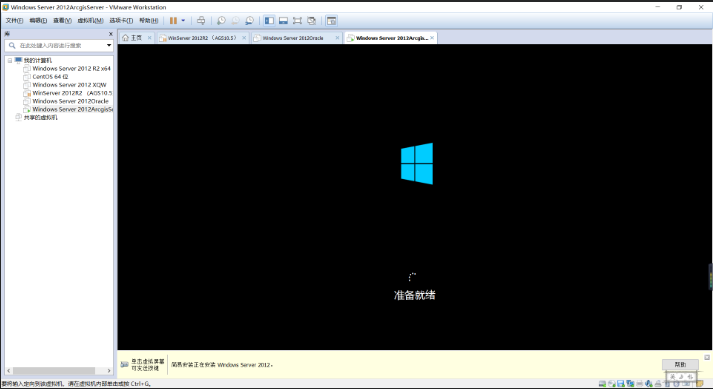 Windows Server 2012ArcgisServer - VMware Workstation
文件(F) 编辑(E) 查看(V) 虚拟机(M) 选项卡(T) 帮助(H)
库
在此处键入内容进行搜索
主页 WinServer 2012R2 （AGS10.5） Windows Server 2012Oracle Windows Server 2012Arcgis...
我的计算机
Windows Server 2012 R2 x64
CentOS 64 位
Windows Server 2012 XQW
WinServer 2012R2 （AGS10.5
Windows Server 2012Oracle
Windows Server 2012ArcgisSe
共享的虚拟机
准备就绪
单击虚拟屏幕
可发送按键
简易安装正在安装 Windows Server 2012。
帮助
要将输入定向到该虚拟机，请在虚拟机内部单击或按 Ctrl+G。